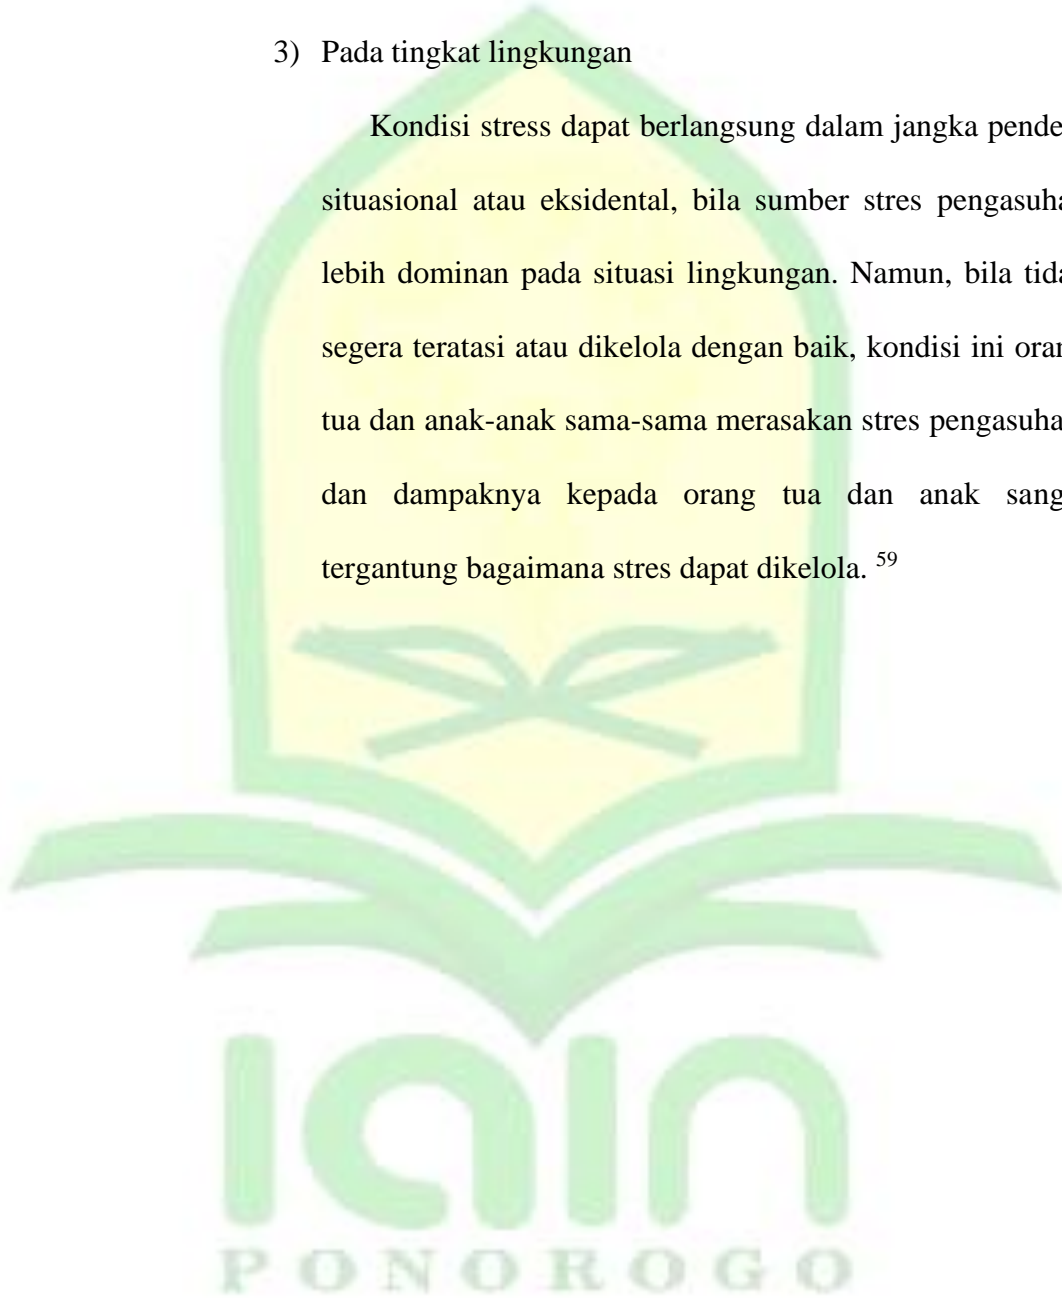 3) Pada tingkat lingkungan
Kondisi stress dapat berlangsung dalam jangka pende
situasional atau eksidental, bila sumber stres pengasuha
lebih dominan pada situasi lingkungan. Namun, bila tida
segera teratasi atau dikelola dengan baik, kondisi ini oran
tua dan anak-anak sama-sama merasakan stres pengasuha
dan dampaknya kepada orang tua dan anak sang
tergantung bagaimana stres dapat dikelola. 59
iain
PONOROGO